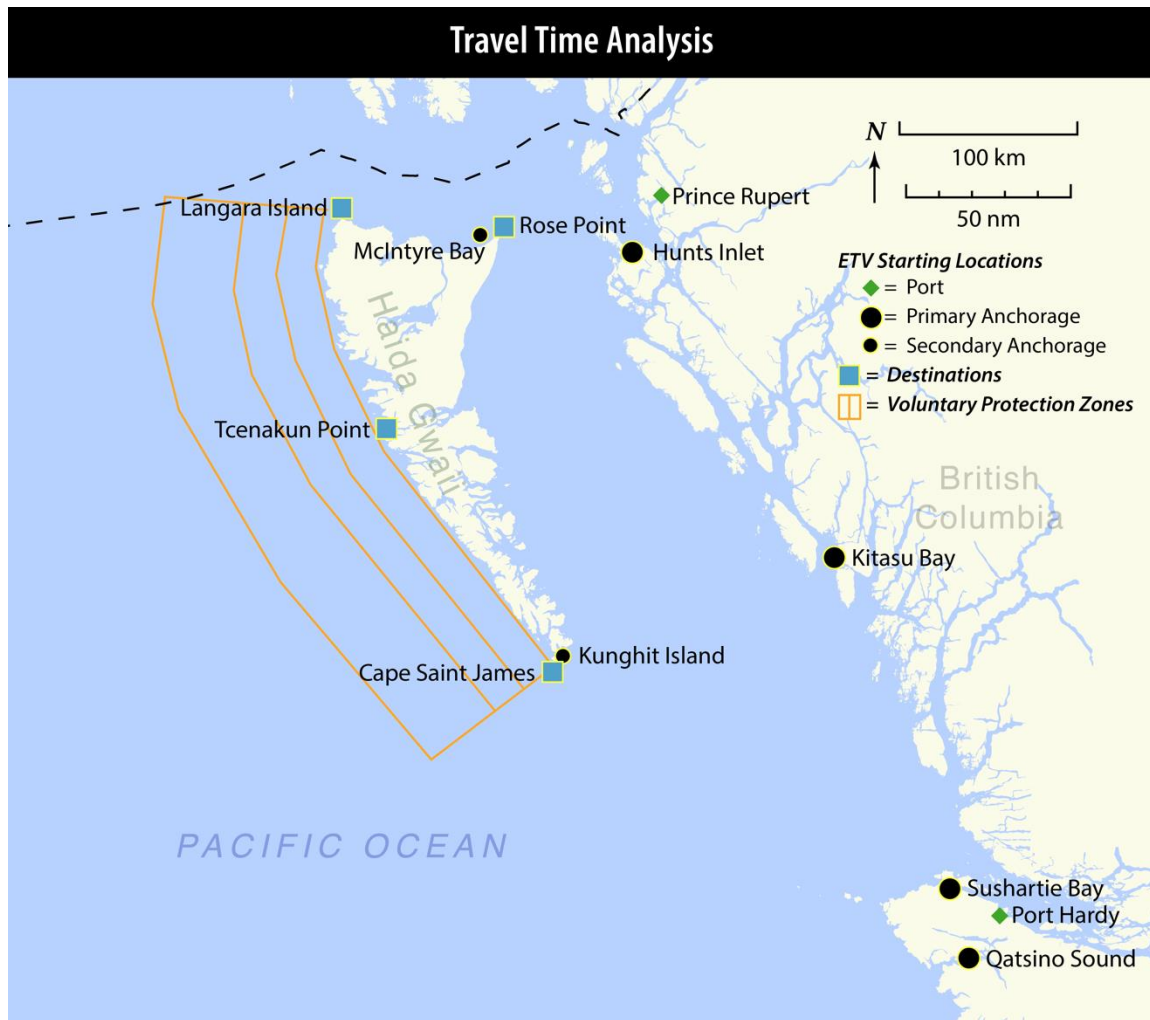 Travel Time Analysis
N
100 km
50 nm
Langara Island
McIntyre Bay
Rose Point
Prince Rupert
Hunts Inlet
ETV Starting Locations
= Port
= Primary Anchorage
= Secondary Anchorage
= Destinations
= Voluntary Protection Zones
Haida Gwaii
Tcenakun Point
British
Columbia
Kitasu Bay
Kunghit Island
Cape Saint James
PACIFIC OCEAN
Sushartie Bay
Port Hardy
Qatsino Sound